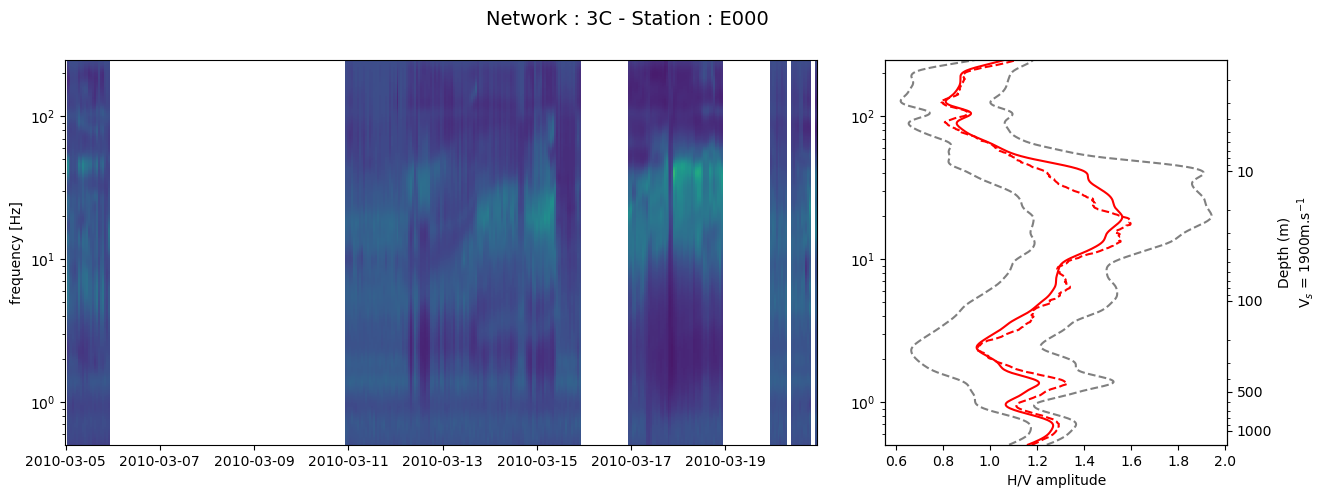 Network : 3C - Station : E000
frequency [Hz]
10²
10¹
10⁰
2010-03-05 2010-03-07 2010-03-09 2010-03-11 2010-03-13 2010-03-15 2010-03-17 2010-03-19
10²
10¹
10⁰
0.6 0.8 1.0 1.2 1.4 1.6 1.8 2.0
H/V amplitude
10
100
500
1000
Depth (m)
Vₛ = 1900m.s⁻¹